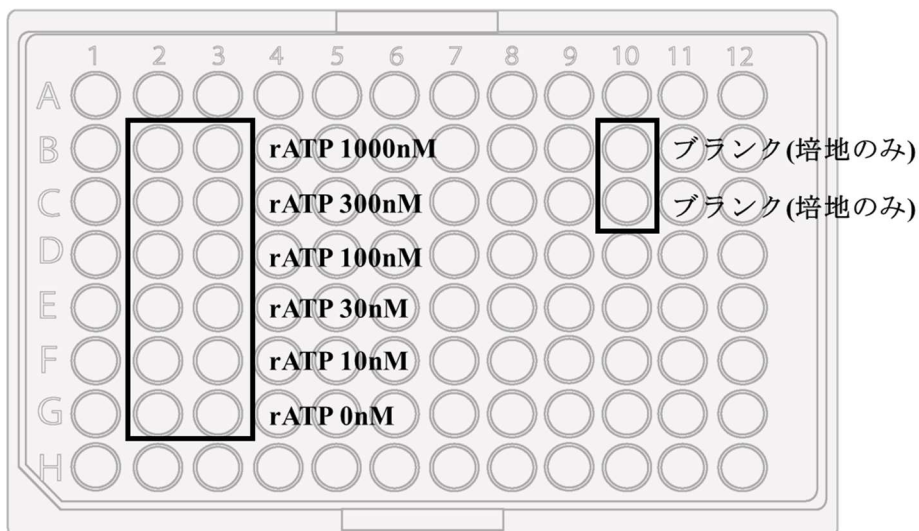 1 2 3 4 5 6 7 8 9 10 11 12
A
B rATP 1000nM ブランク(培地のみ)
C rATP 300nM ブランク(培地のみ)
D rATP 100nM
E rATP 30nM
F rATP 10nM
G rATP 0nM
H